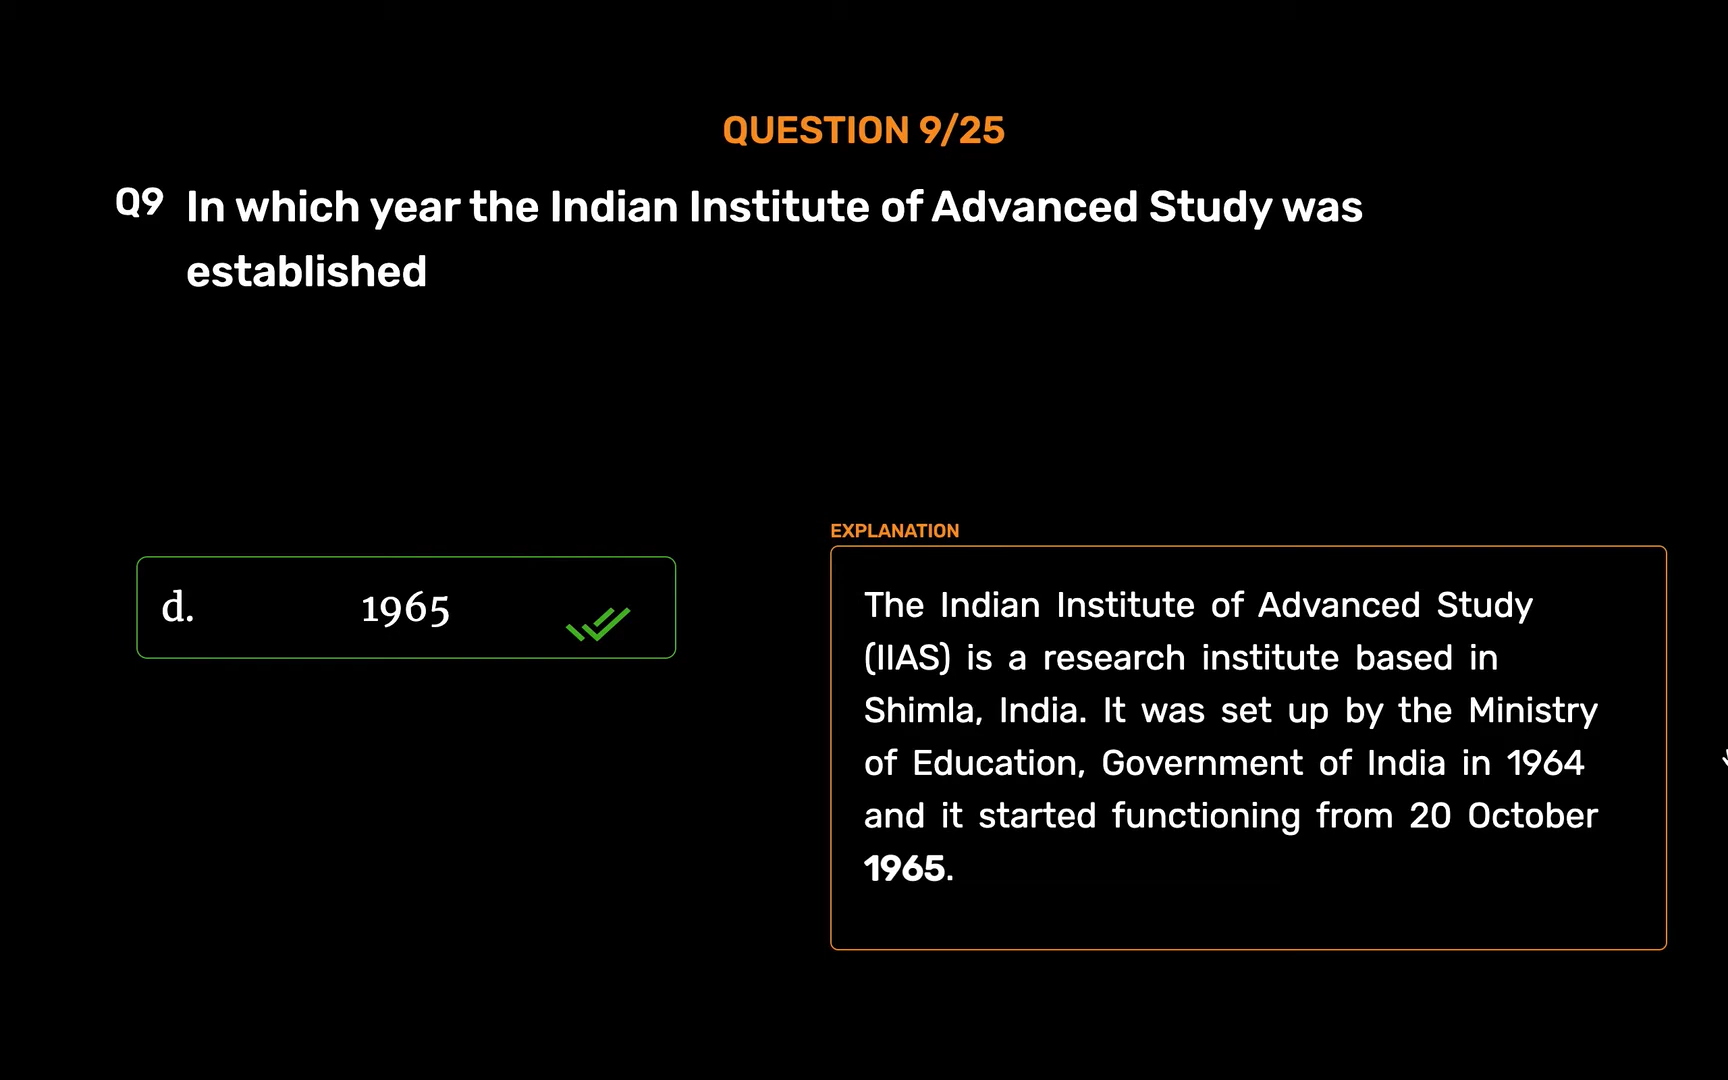 QUESTION 9/25
Q9 In which year the Indian Institute of Advanced Study was
established
d. 1965
EXPLANATION
The Indian Institute of Advanced Study
(IIAS) is a research institute based in
Shimla, India. It was set up by the Ministry
of Education, Government of India in 1964
and it started functioning from 20 October
1965.